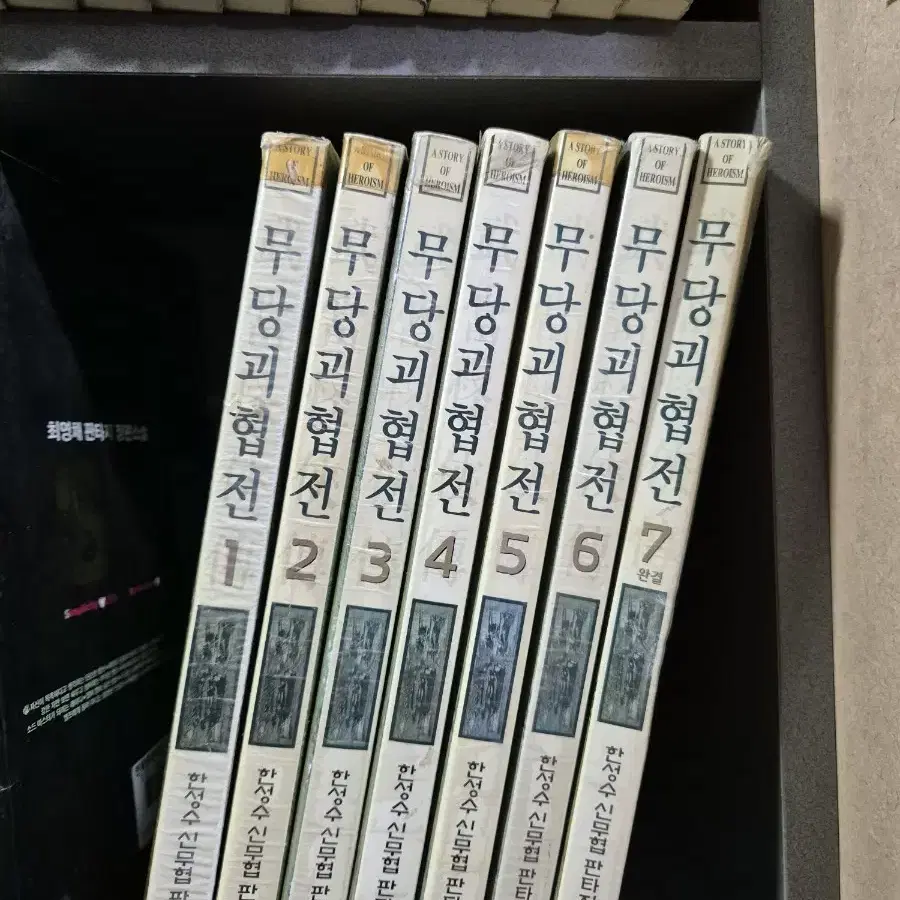 A STORY
OF
HEROISM
무당괴협전
1
한성수 신무협 판
A STORY
OF
HEROISM
무당괴협전
2
한성수 신무협 판
A STORY
OF
HEROISM
무당괴협전
3
한성수 신무협 판
A STORY
OF
HEROISM
무당괴협전
4
한성수 신무협 판타
A STORY
OF
HEROISM
무당괴협전
5
한성수 신무협 판타
A STORY
OF
HEROISM
무당괴협전
6
한성수 신무협 판타
A STORY
OF
HEROISM
무당괴협전
7
완결
한성수 신무협 판타지
최영채 판타지 장편소설